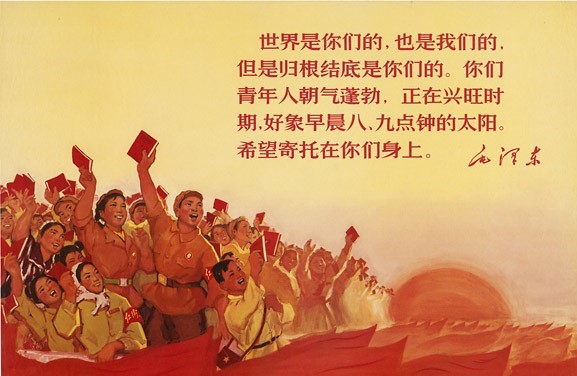 世界是你们的，也是我们的，
但是归根结底是你们的。你们
青年人朝气蓬勃，正在兴旺时
期，好象早晨八、九点钟的太阳。
希望寄托在你们身上。 毛泽东